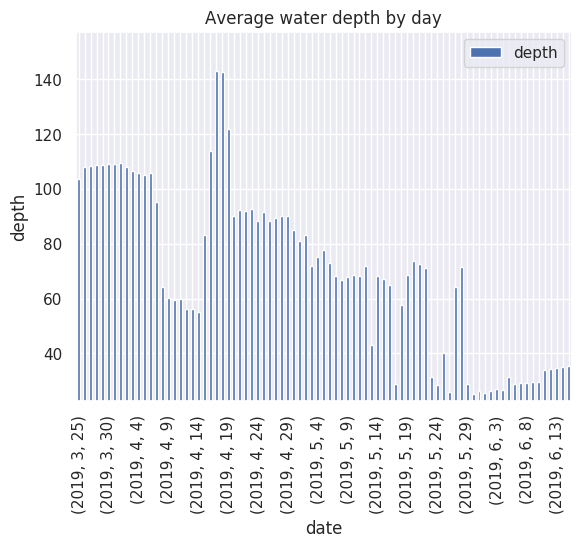 Average water depth by day
depth
140
120
100
80
60
40
depth
(2019, 3, 25)
(2019, 3, 30)
(2019, 4, 4)
(2019, 4, 9)
(2019, 4, 14)
(2019, 4, 19)
(2019, 4, 24)
(2019, 4, 29)
(2019, 5, 4)
(2019, 5, 9)
(2019, 5, 14)
(2019, 5, 19)
(2019, 5, 24)
(2019, 5, 29)
(2019, 6, 3)
(2019, 6, 8)
(2019, 6, 13)
date